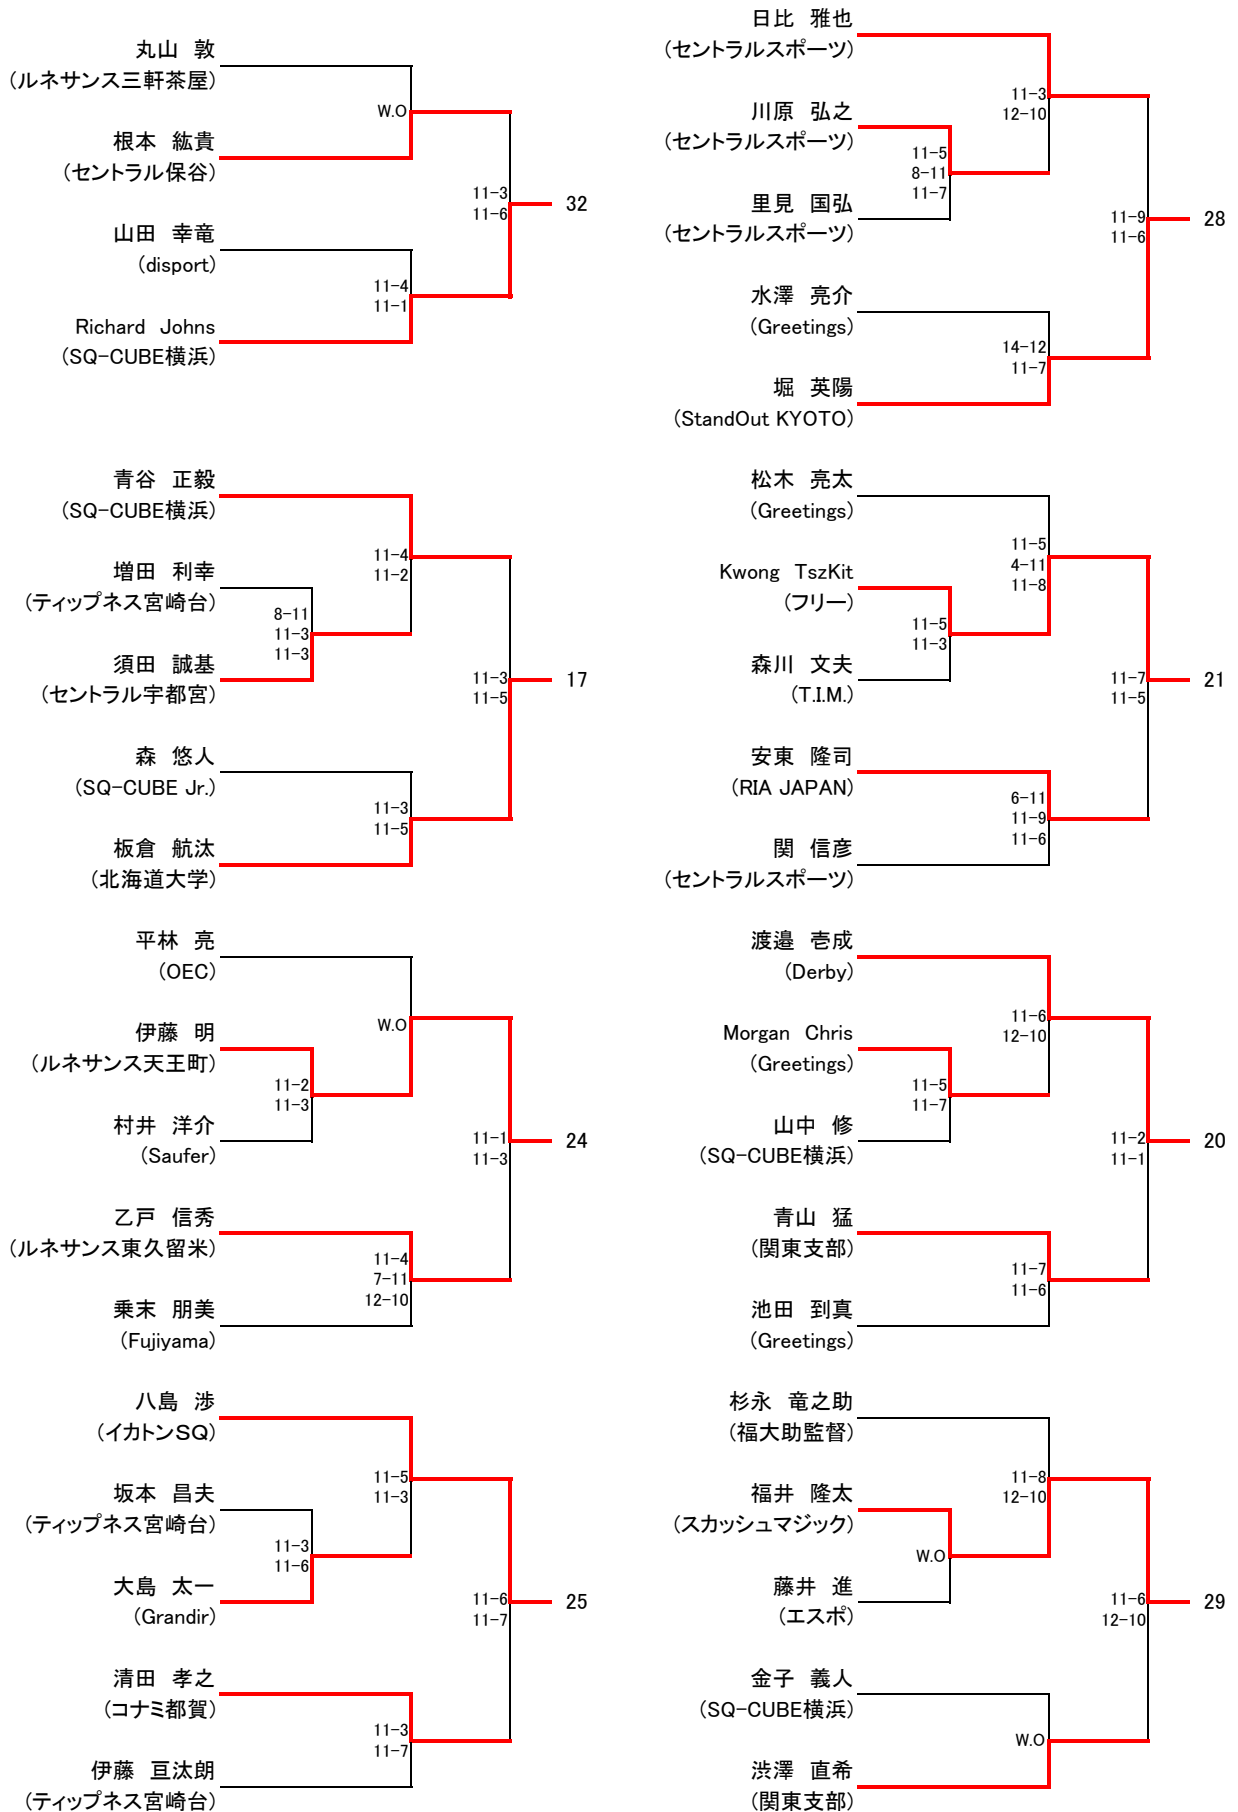 丸山　敦
(ルネサンス三軒茶屋)
W.O
根本　紘貴
(セントラル保谷)
11-3
11-6
32
山田　幸竜
(disport)
11-4
11-1
Richard Johns
(SQ-CUBE横浜)
日比　雅也
(セントラルスポーツ)
11-3
12-10
川原　弘之
(セントラルスポーツ)
11-5
8-11
11-7
里見　国弘
(セントラルスポーツ)
11-9
11-6
28
水澤　亮介
(Greetings)
14-12
11-7
堀　英陽
(StandOut KYOTO)
青谷　正毅
(SQ-CUBE横浜)
11-4
11-2
増田　利幸
(ティップネス宮崎台)
8-11
11-3
11-3
須田　誠基
(セントラル宇都宮)
11-3
11-5
17
森　悠人
(SQ-CUBE Jr.)
11-3
11-5
板倉　航汰
(北海道大学)
松木　亮太
(Greetings)
11-5
4-11
11-8
Kwong TszKit
(フリー)
11-5
11-3
森川　文夫
(T.I.M.)
11-7
11-5
21
安東　隆司
(RIA JAPAN)
6-11
11-9
11-6
関　信彦
(セントラルスポーツ)
平林　亮
(OEC)
W.O
伊藤　明
(ルネサンス天王町)
11-2
11-3
村井　洋介
(Saufer)
11-1
11-3
24
乙戸　信秀
(ルネサンス東久留米)
11-4
7-11
12-10
乗末　朋美
(Fujiyama)
渡邉　壱成
(Derby)
11-6
12-10
Morgan Chris
(Greetings)
11-5
11-7
山中　修
(SQ-CUBE横浜)
11-2
11-1
20
青山　猛
(関東支部)
11-7
11-6
池田　到真
(Greetings)
八島　渉
(イカトンSQ)
11-5
11-3
坂本　昌夫
(ティップネス宮崎台)
11-3
11-6
大島　太一
(Grandir)
11-6
11-7
25
清田　孝之
(コナミ都賀)
11-3
11-7
伊藤　亘汰朗
(ティップネス宮崎台)
杉永　竜之助
(福大助監督)
11-8
12-10
福井　隆太
(スカッシュマジック)
W.O
藤井　進
(エスポ)
11-6
12-10
29
金子　義人
(SQ-CUBE横浜)
W.O
渋澤　直希
(関東支部)